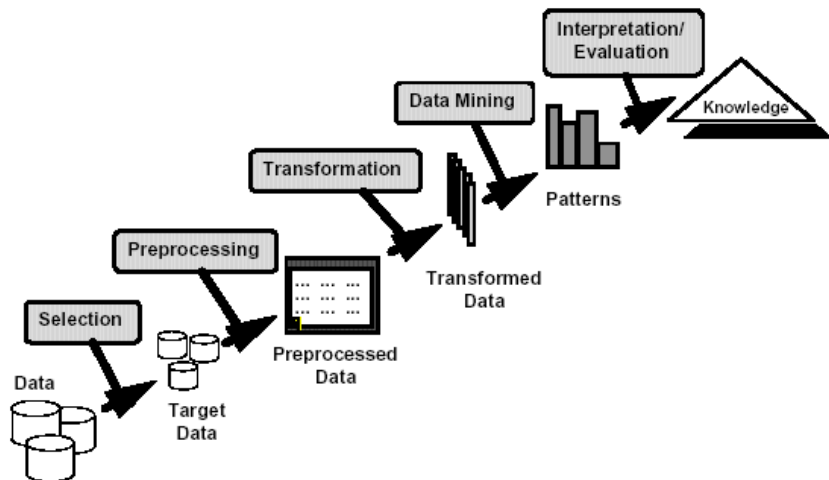 Interpretation/
Evaluation
Data Mining
Knowledge
Transformation
Patterns
Preprocessing
Transformed
Data
Selection
Preprocessed
Data
Data
Target
Data